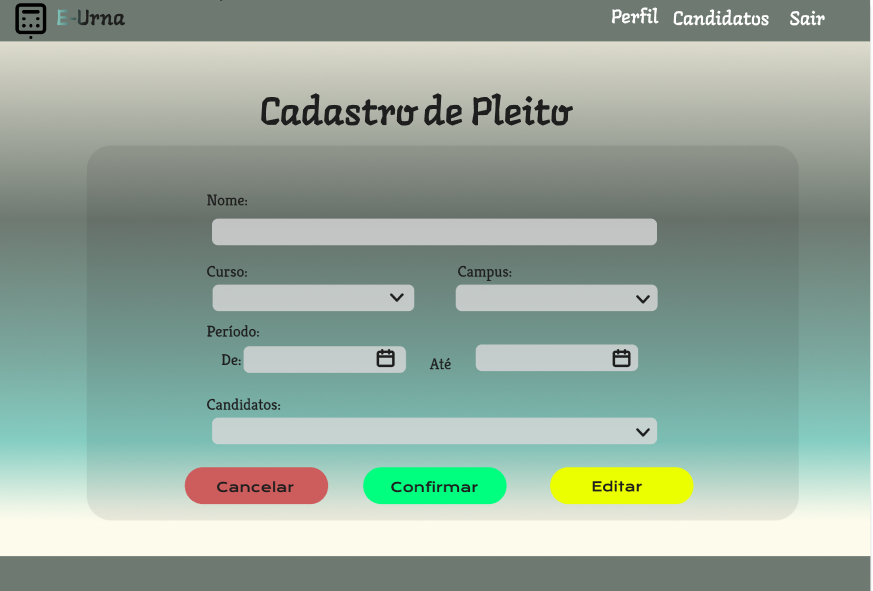 E-Urna
Perfil Candidatos Sair
Cadastro de Pleito
Nome:
Curso: Campus:
Período:
De: Até
Candidatos:
Cancelar Confirmar Editar